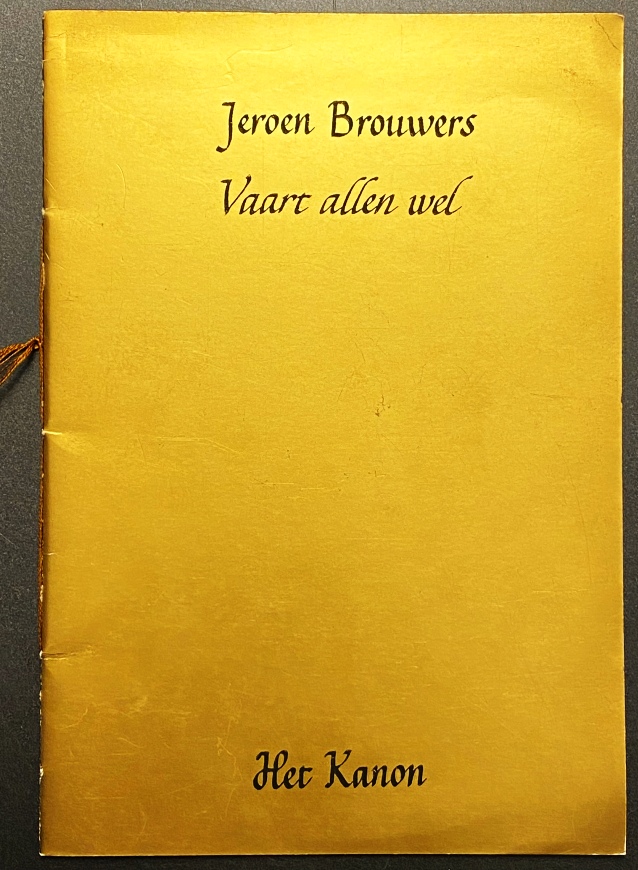 Jeroen Brouwers
Vaart allen wel
Het Kanon